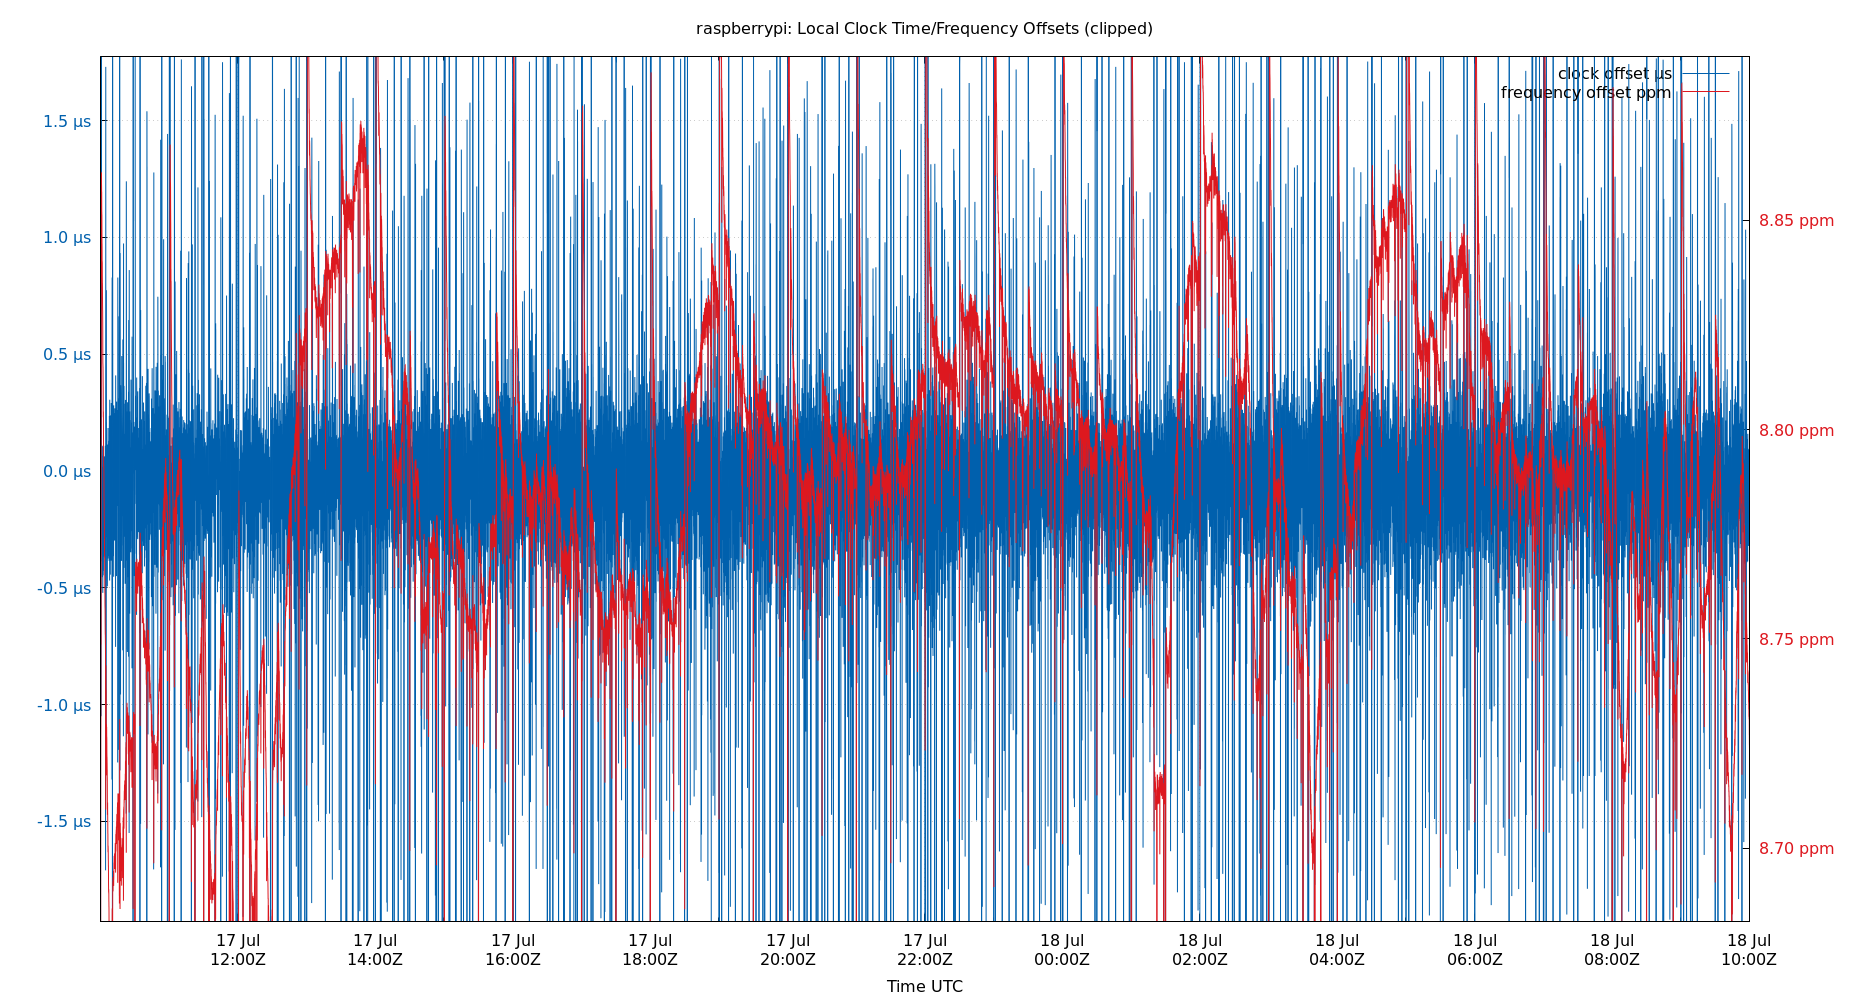 raspberrypi: Local Clock Time/Frequency Offsets (clipped)
clock offset µs
frequency offset ppm
1.5 µs
1.0 µs
0.5 µs
0.0 µs
-0.5 µs
-1.0 µs
-1.5 µs
8.85 ppm
8.80 ppm
8.75 ppm
8.70 ppm
17 Jul 17 Jul 17 Jul 17 Jul 17 Jul 17 Jul 18 Jul 18 Jul 18 Jul 18 Jul 18 Jul 18 Jul
12:00Z 14:00Z 16:00Z 18:00Z 20:00Z 22:00Z 00:00Z 02:00Z 04:00Z 06:00Z 08:00Z 10:00Z
Time UTC